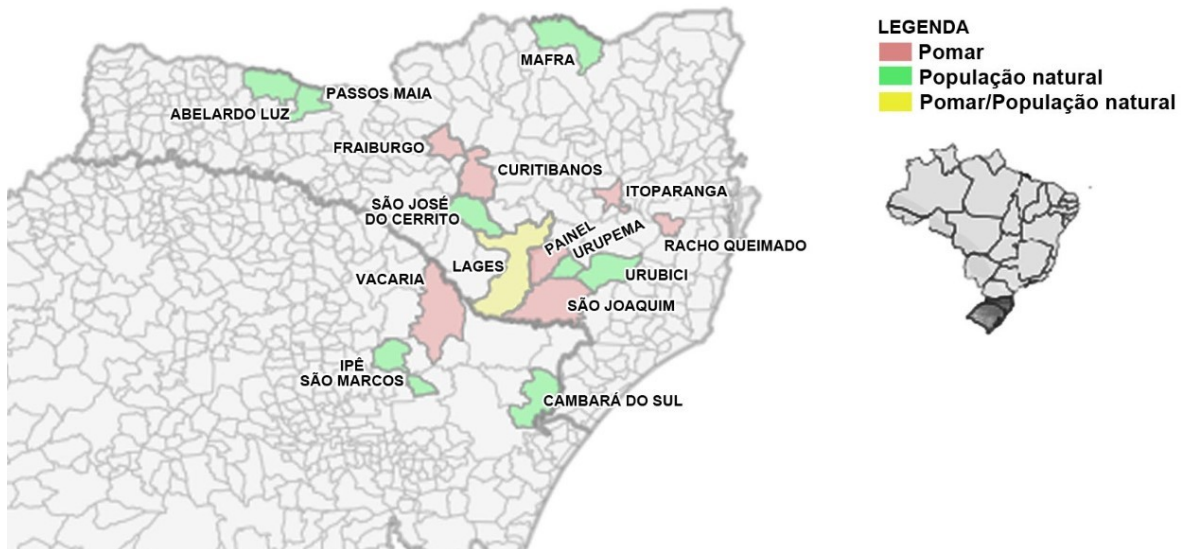 MAFRA
PASSOS MAIA
ABELARDO LUZ
FRAIBURGO
CURITIBANOS
ITOPARANGA
SÃO JOSÉ
DO CERRITO
PAINEL
URUPEMA
RACHO QUEIMADO
LAGES
URUBICI
VACARIA
SÃO JOAQUIM
IPÊ
SÃO MARCOS
CAMBARÁ DO SUL
LEGENDA
Pomar
População natural
Pomar/População natural